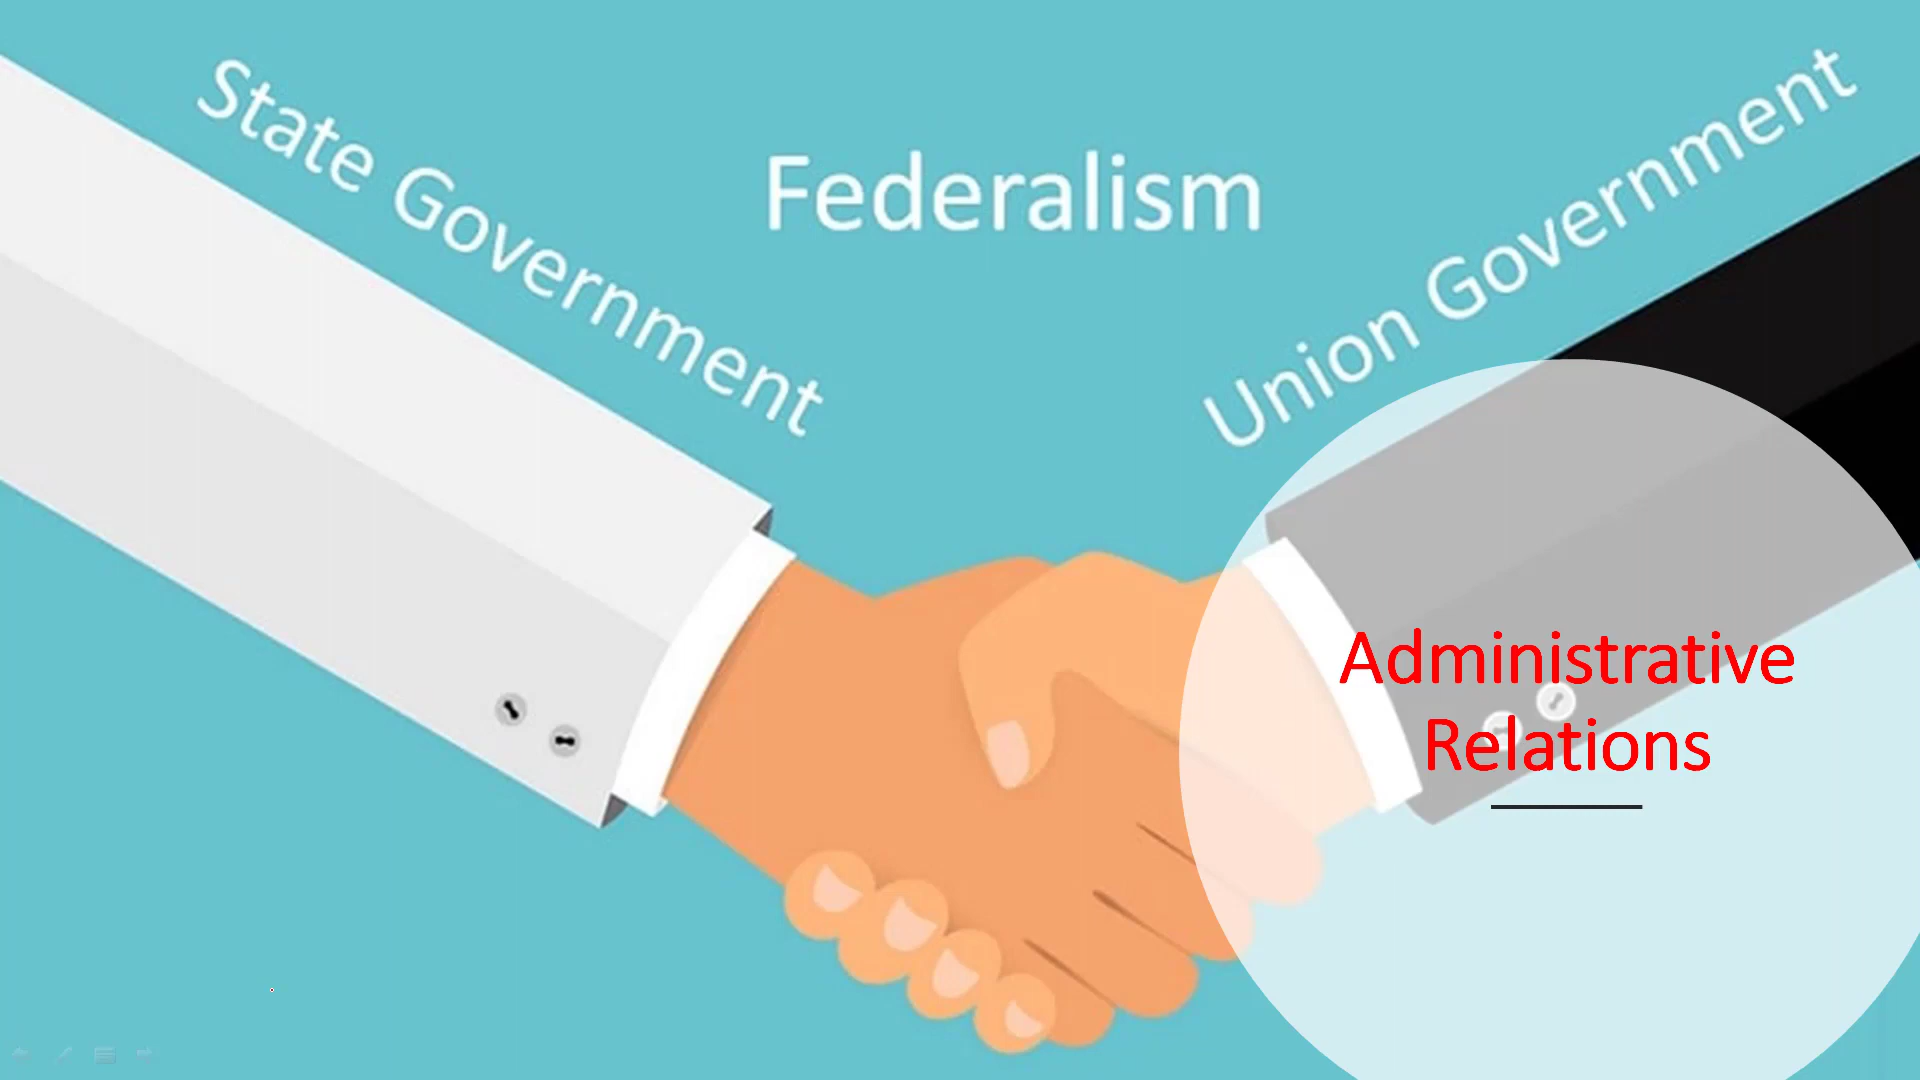 State Government
Federalism
Union Government
Administrative
Relations